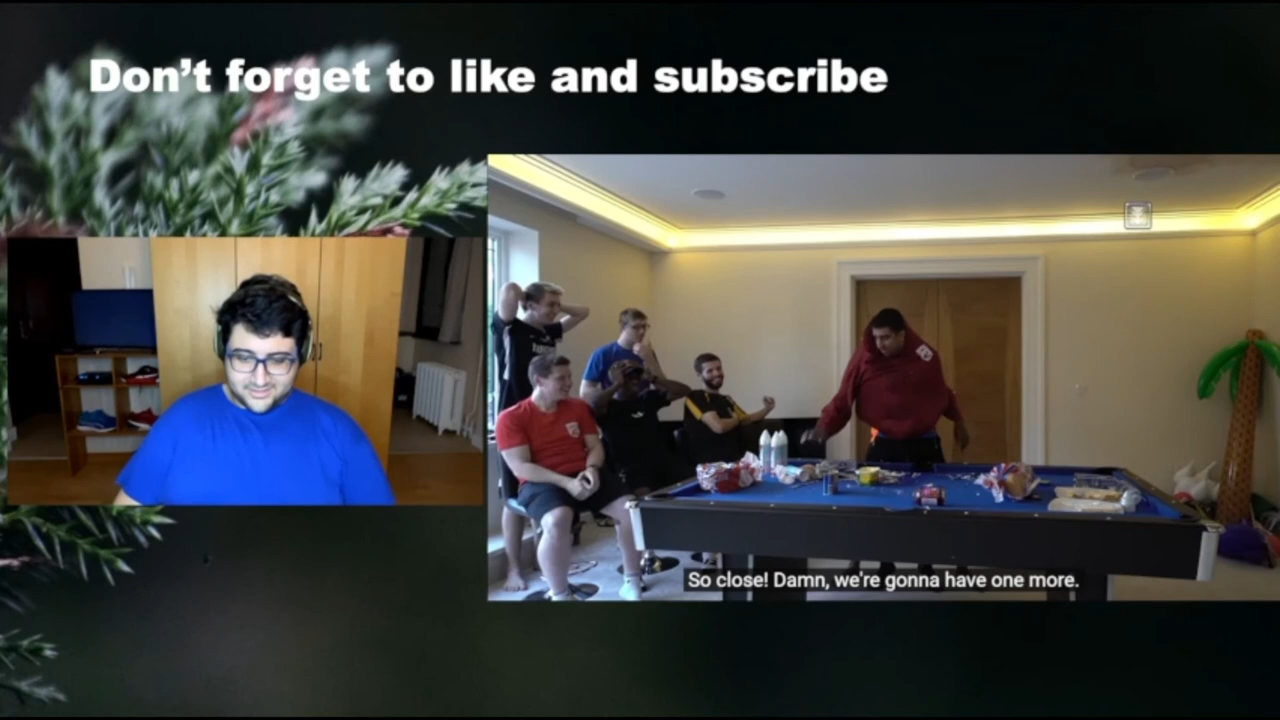 Don't forget to like and subscribe
So close! Damn, we're gonna have one more.